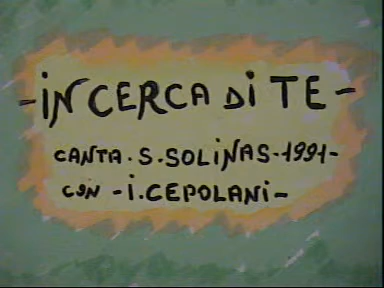 -IN CERCA DI TE-
CANTA. S. SOLINAS-1991-
CON -I. CEPOLANI-